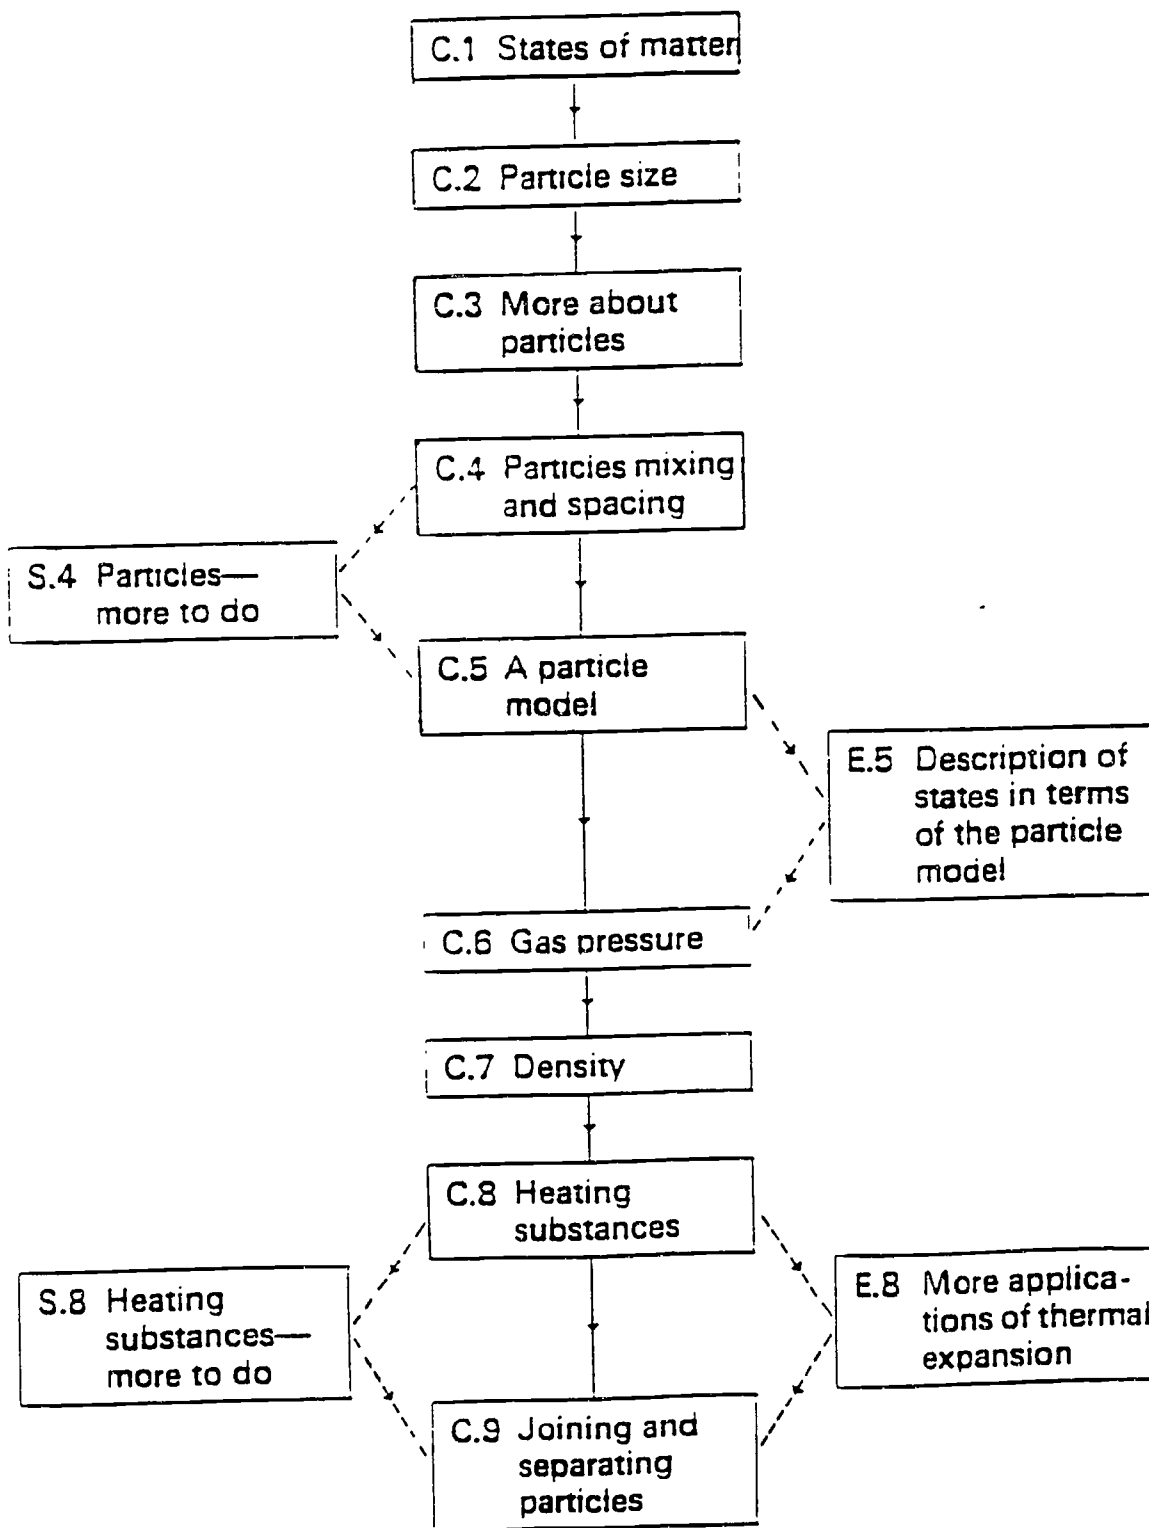 C.1 States of matter
C.2 Particle size
C.3 More about
particles
C.4 Particles mixing
and spacing
S.4 Particles—
more to do
C.5 A particle
model
E.5 Description of
states in terms
of the particle
model
C.6 Gas pressure
C.7 Density
C.8 Heating
substances
S.8 Heating
substances—
more to do
E.8 More applica-
tions of thermal
expansion
C.9 Joining and
separating
particles